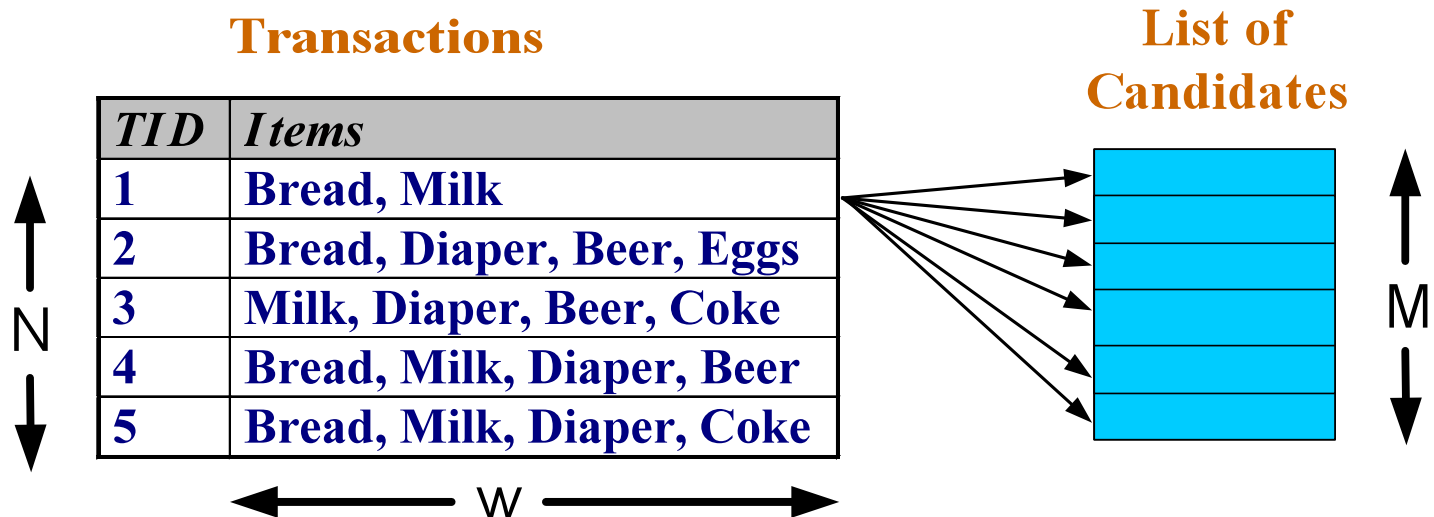 Transactions
List of
Candidates
TID Items
1 Bread, Milk
2 Bread, Diaper, Beer, Eggs
3 Milk, Diaper, Beer, Coke
4 Bread, Milk, Diaper, Beer
5 Bread, Milk, Diaper, Coke
N
M
w